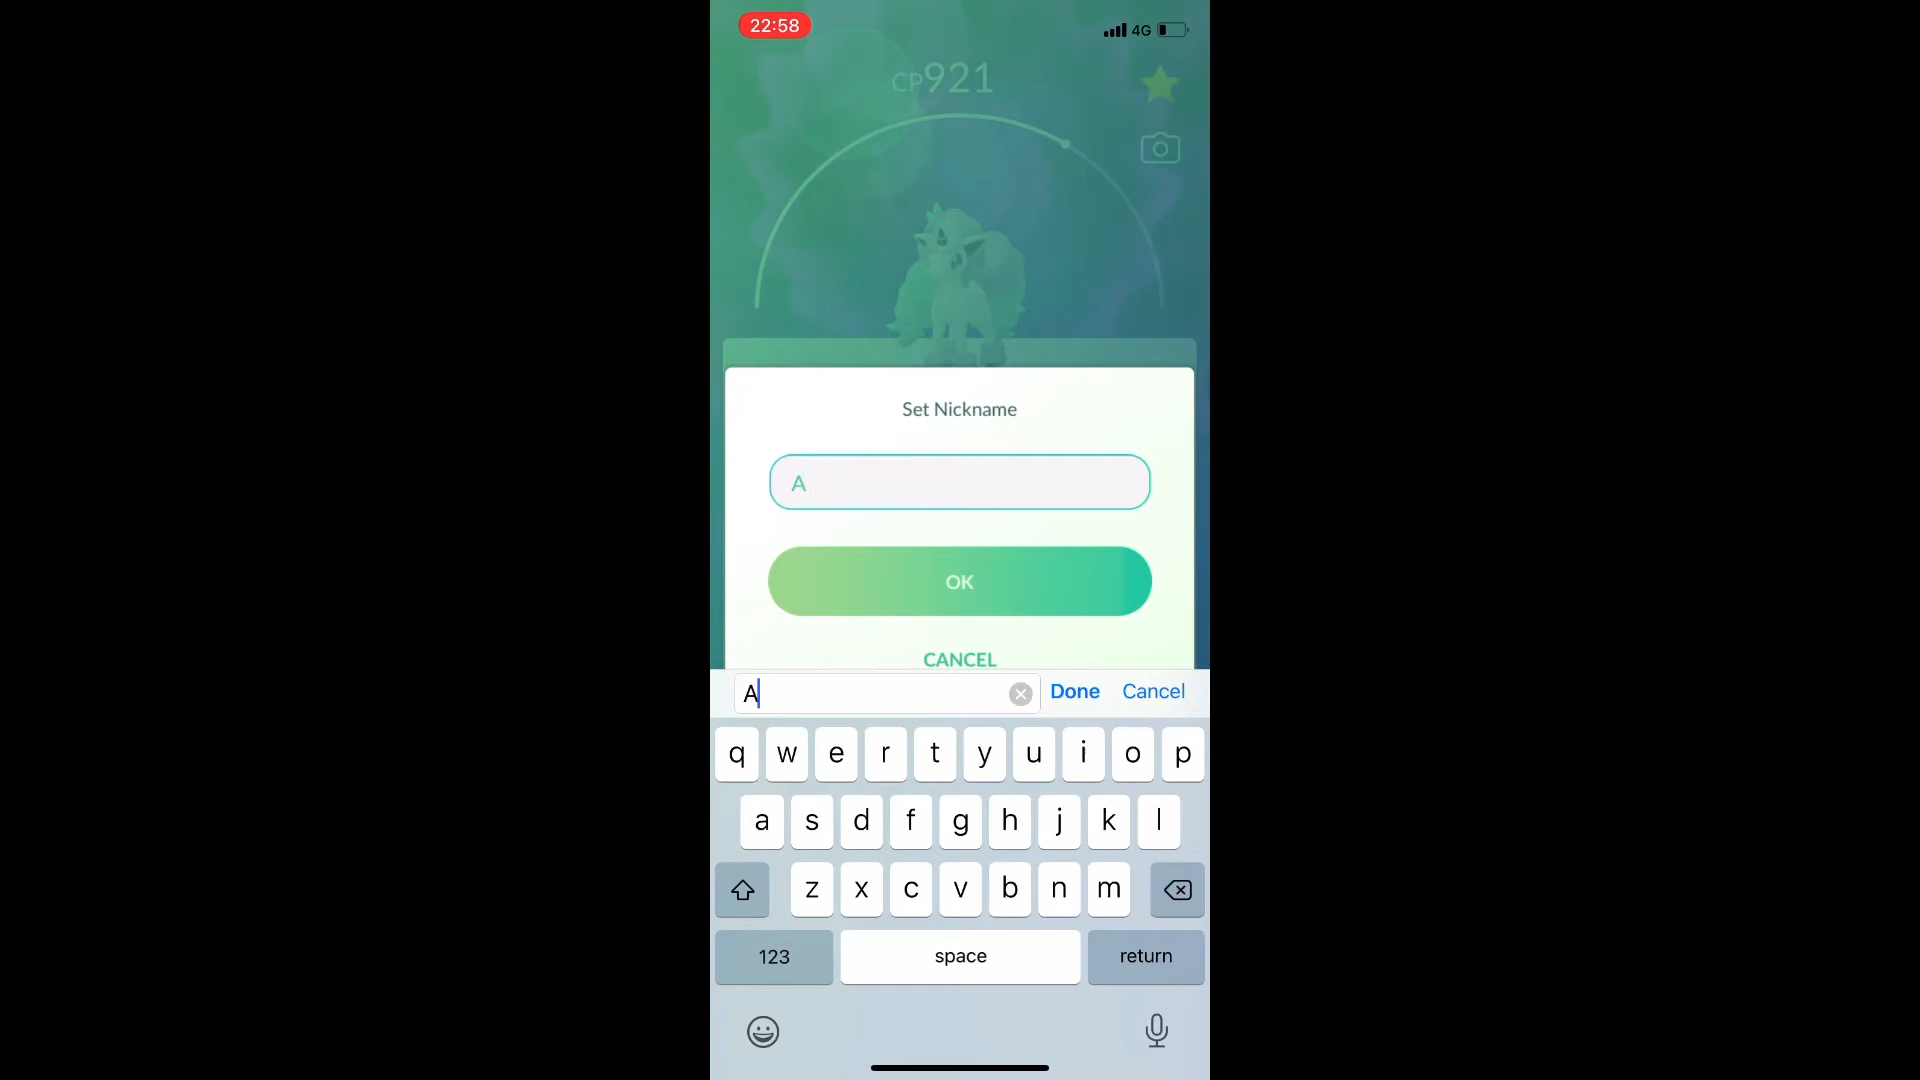 22:58
4G
CP921
Set Nickname
A
OK
CANCEL
A
Done
Cancel
q w e r t y u i o p
a s d f g h j k l
z x c v b n m
123
space
return